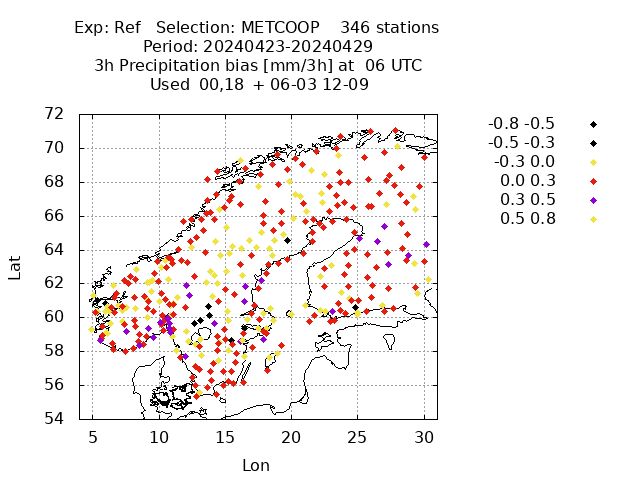 Exp: Ref   Selection: METCOOP    346 stations
Period: 20240423-20240429
3h Precipitation bias [mm/3h] at  06 UTC
Used 00,18  + 06-03 12-09
-0.8 -0.5
-0.5 -0.3
-0.3 0.0
0.0 0.3
0.3 0.5
0.5 0.8
72
70
68
66
64
62
60
58
56
54
Lat
5 10 15 20 25 30
Lon